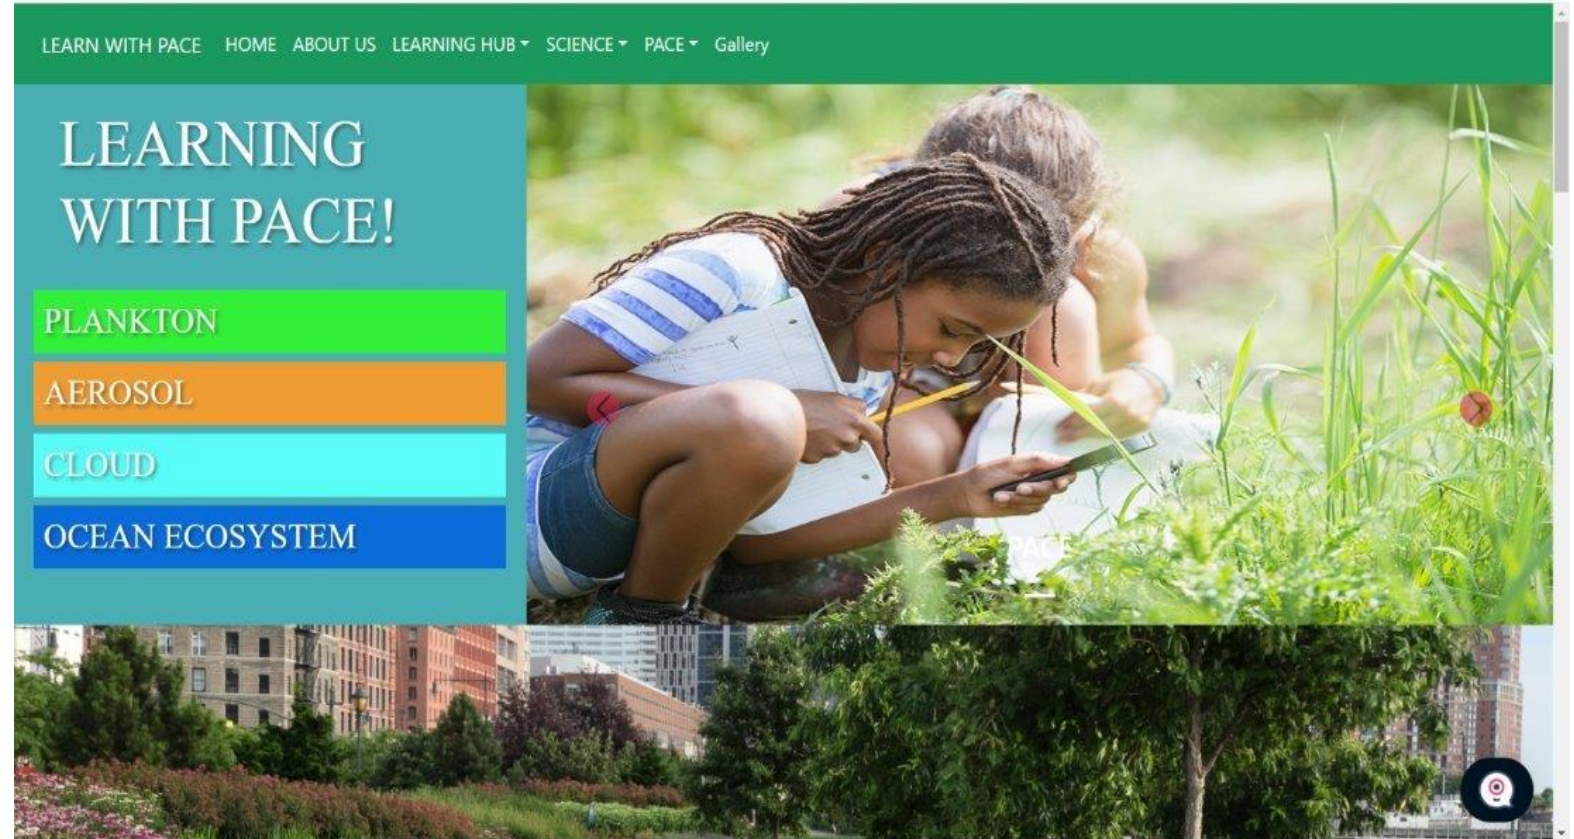 LEARN WITH PACE HOME ABOUT US LEARNING HUB SCIENCE PACE Gallery
LEARNING
WITH PACE!
PLANKTON
AEROSOL
CLOUD
OCEAN ECOSYSTEM
PACE